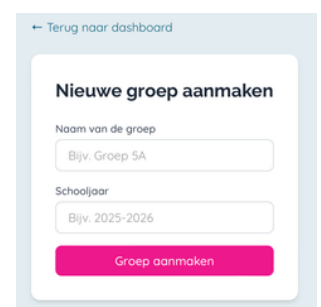 ← Terug naar dashboard
Nieuwe groep aanmaken
Naam van de groep
Bijv. Groep 5A
Schooljaar
Bijv. 2025-2026
Groep aanmaken